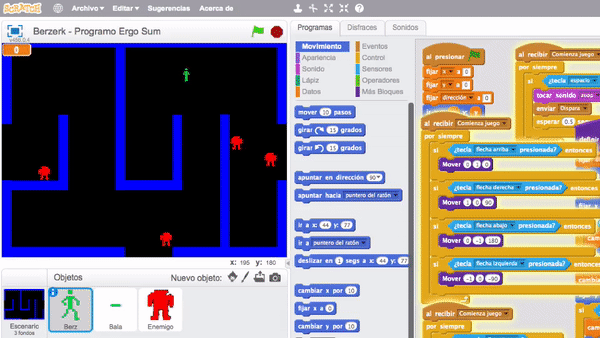 SCRATCH
Archivo
Editar
Sugerencias
Acerca de
Berzerk - Programo Ergo Sum
v456.0.4
0
x: 195 y: 180
Objetos
Nuevo objeto:
Escenario
3 fondos
Berz
Bala
Enemigo
Programas
Disfraces
Sonidos
Movimiento
Apariencia
Sonido
Lápiz
Datos
Eventos
Control
Sensores
Operadores
Más Bloques
mover 10 pasos
girar 15 grados
girar 15 grados
apuntar en dirección 90
apuntar hacia puntero del ratón
ir a x: 44 y: 77
ir a puntero del ratón
deslizar en 1 segs a x: 44 y: 77
cambiar x por 10
fijar x a 0
cambiar y por 10
al presionar
fijar x a 0
fijar y a 0
fijar dirección a 0
al recibir Comienza juego
por siempre
si ¿tecla espacio
tocar sonido
enviar Dispara
esperar 0.5
al recibir Comienza juego
por siempre
si ¿tecla flecha arriba presionada? entonces
Mover 0 1 0
si ¿tecla flecha derecha presionada? entonces
Mover 1 0 90
si ¿tecla flecha abajo presionada? entonces
Mover 0 -1 180
si ¿tecla flecha izquierda presionada? entonces
Mover -1 0 -90
al recibir Comienza juego
por siempre